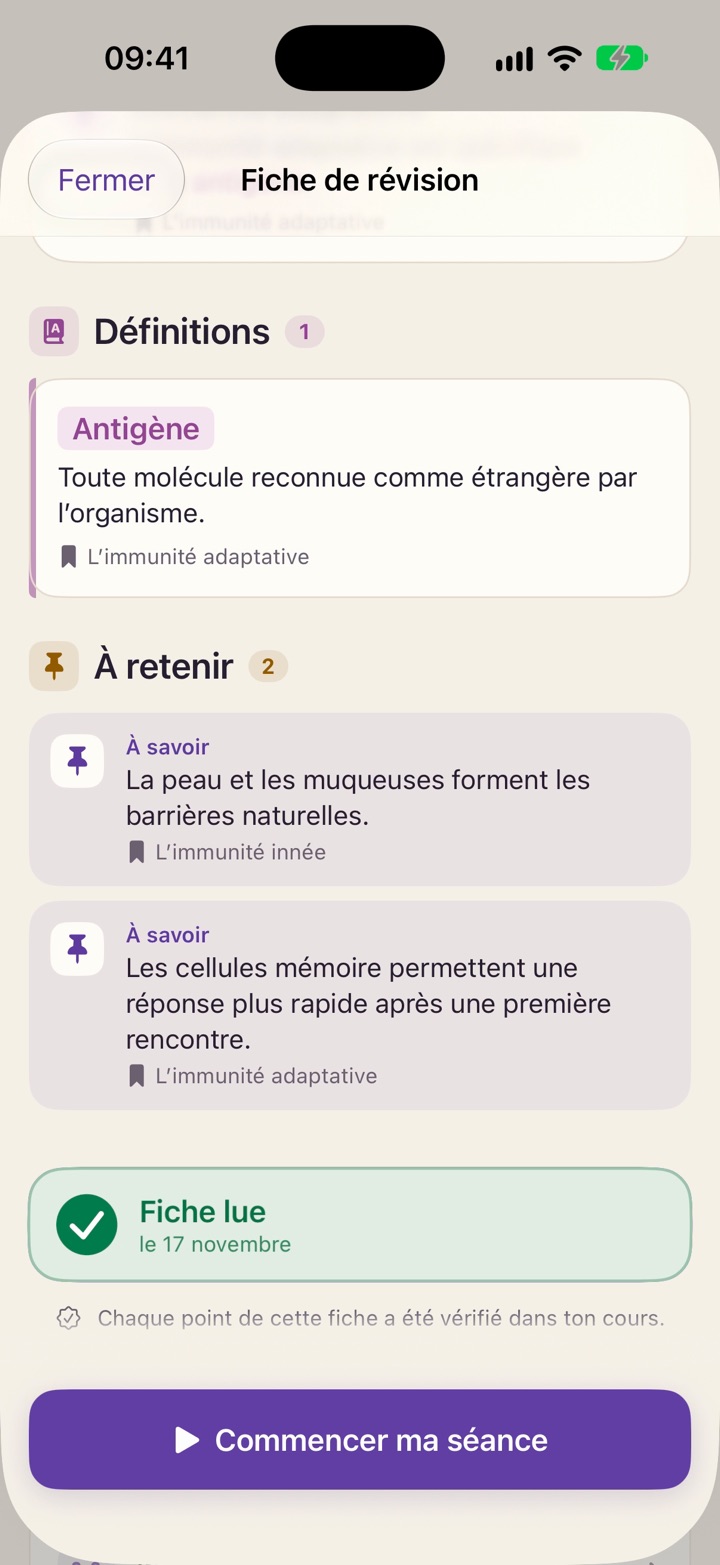 09:41
Fermer
Fiche de révision
L’immunité adaptative
Définitions 1
Antigène
Toute molécule reconnue comme étrangère par
l’organisme.
L’immunité adaptative
À retenir 2
À savoir
La peau et les muqueuses forment les
barrières naturelles.
L’immunité innée
À savoir
Les cellules mémoire permettent une
réponse plus rapide après une première
rencontre.
L’immunité adaptative
Fiche lue
le 17 novembre
Chaque point de cette fiche a été vérifié dans ton cours.
Commencer ma séance